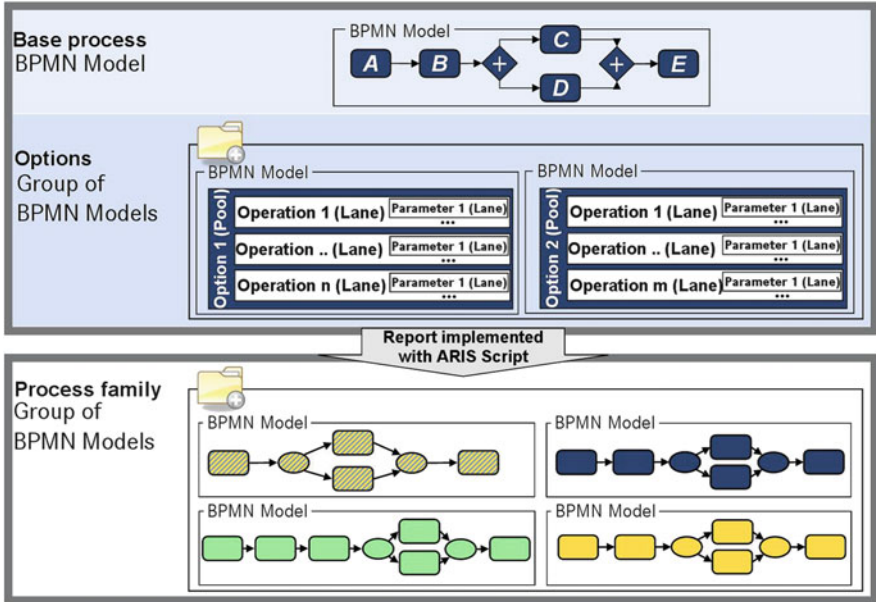 Base process
BPMN Model
BPMN Model
A
B
+
C
D
+
E
Options
Group of
BPMN Models
BPMN Model
Option 1 (Pool)
Operation 1 (Lane)
Parameter 1 (Lane)
...
Operation .. (Lane)
Parameter 1 (Lane)
...
Operation n (Lane)
Parameter 1 (Lane)
...
BPMN Model
Option 2 (Pool)
Operation 1 (Lane)
Parameter 1 (Lane)
...
Operation .. (Lane)
Parameter 1 (Lane)
...
Operation m (Lane)
Parameter 1 (Lane)
...
Report implemented
with ARIS Script
Process family
Group of
BPMN Models
BPMN Model
BPMN Model
BPMN Model
BPMN Model